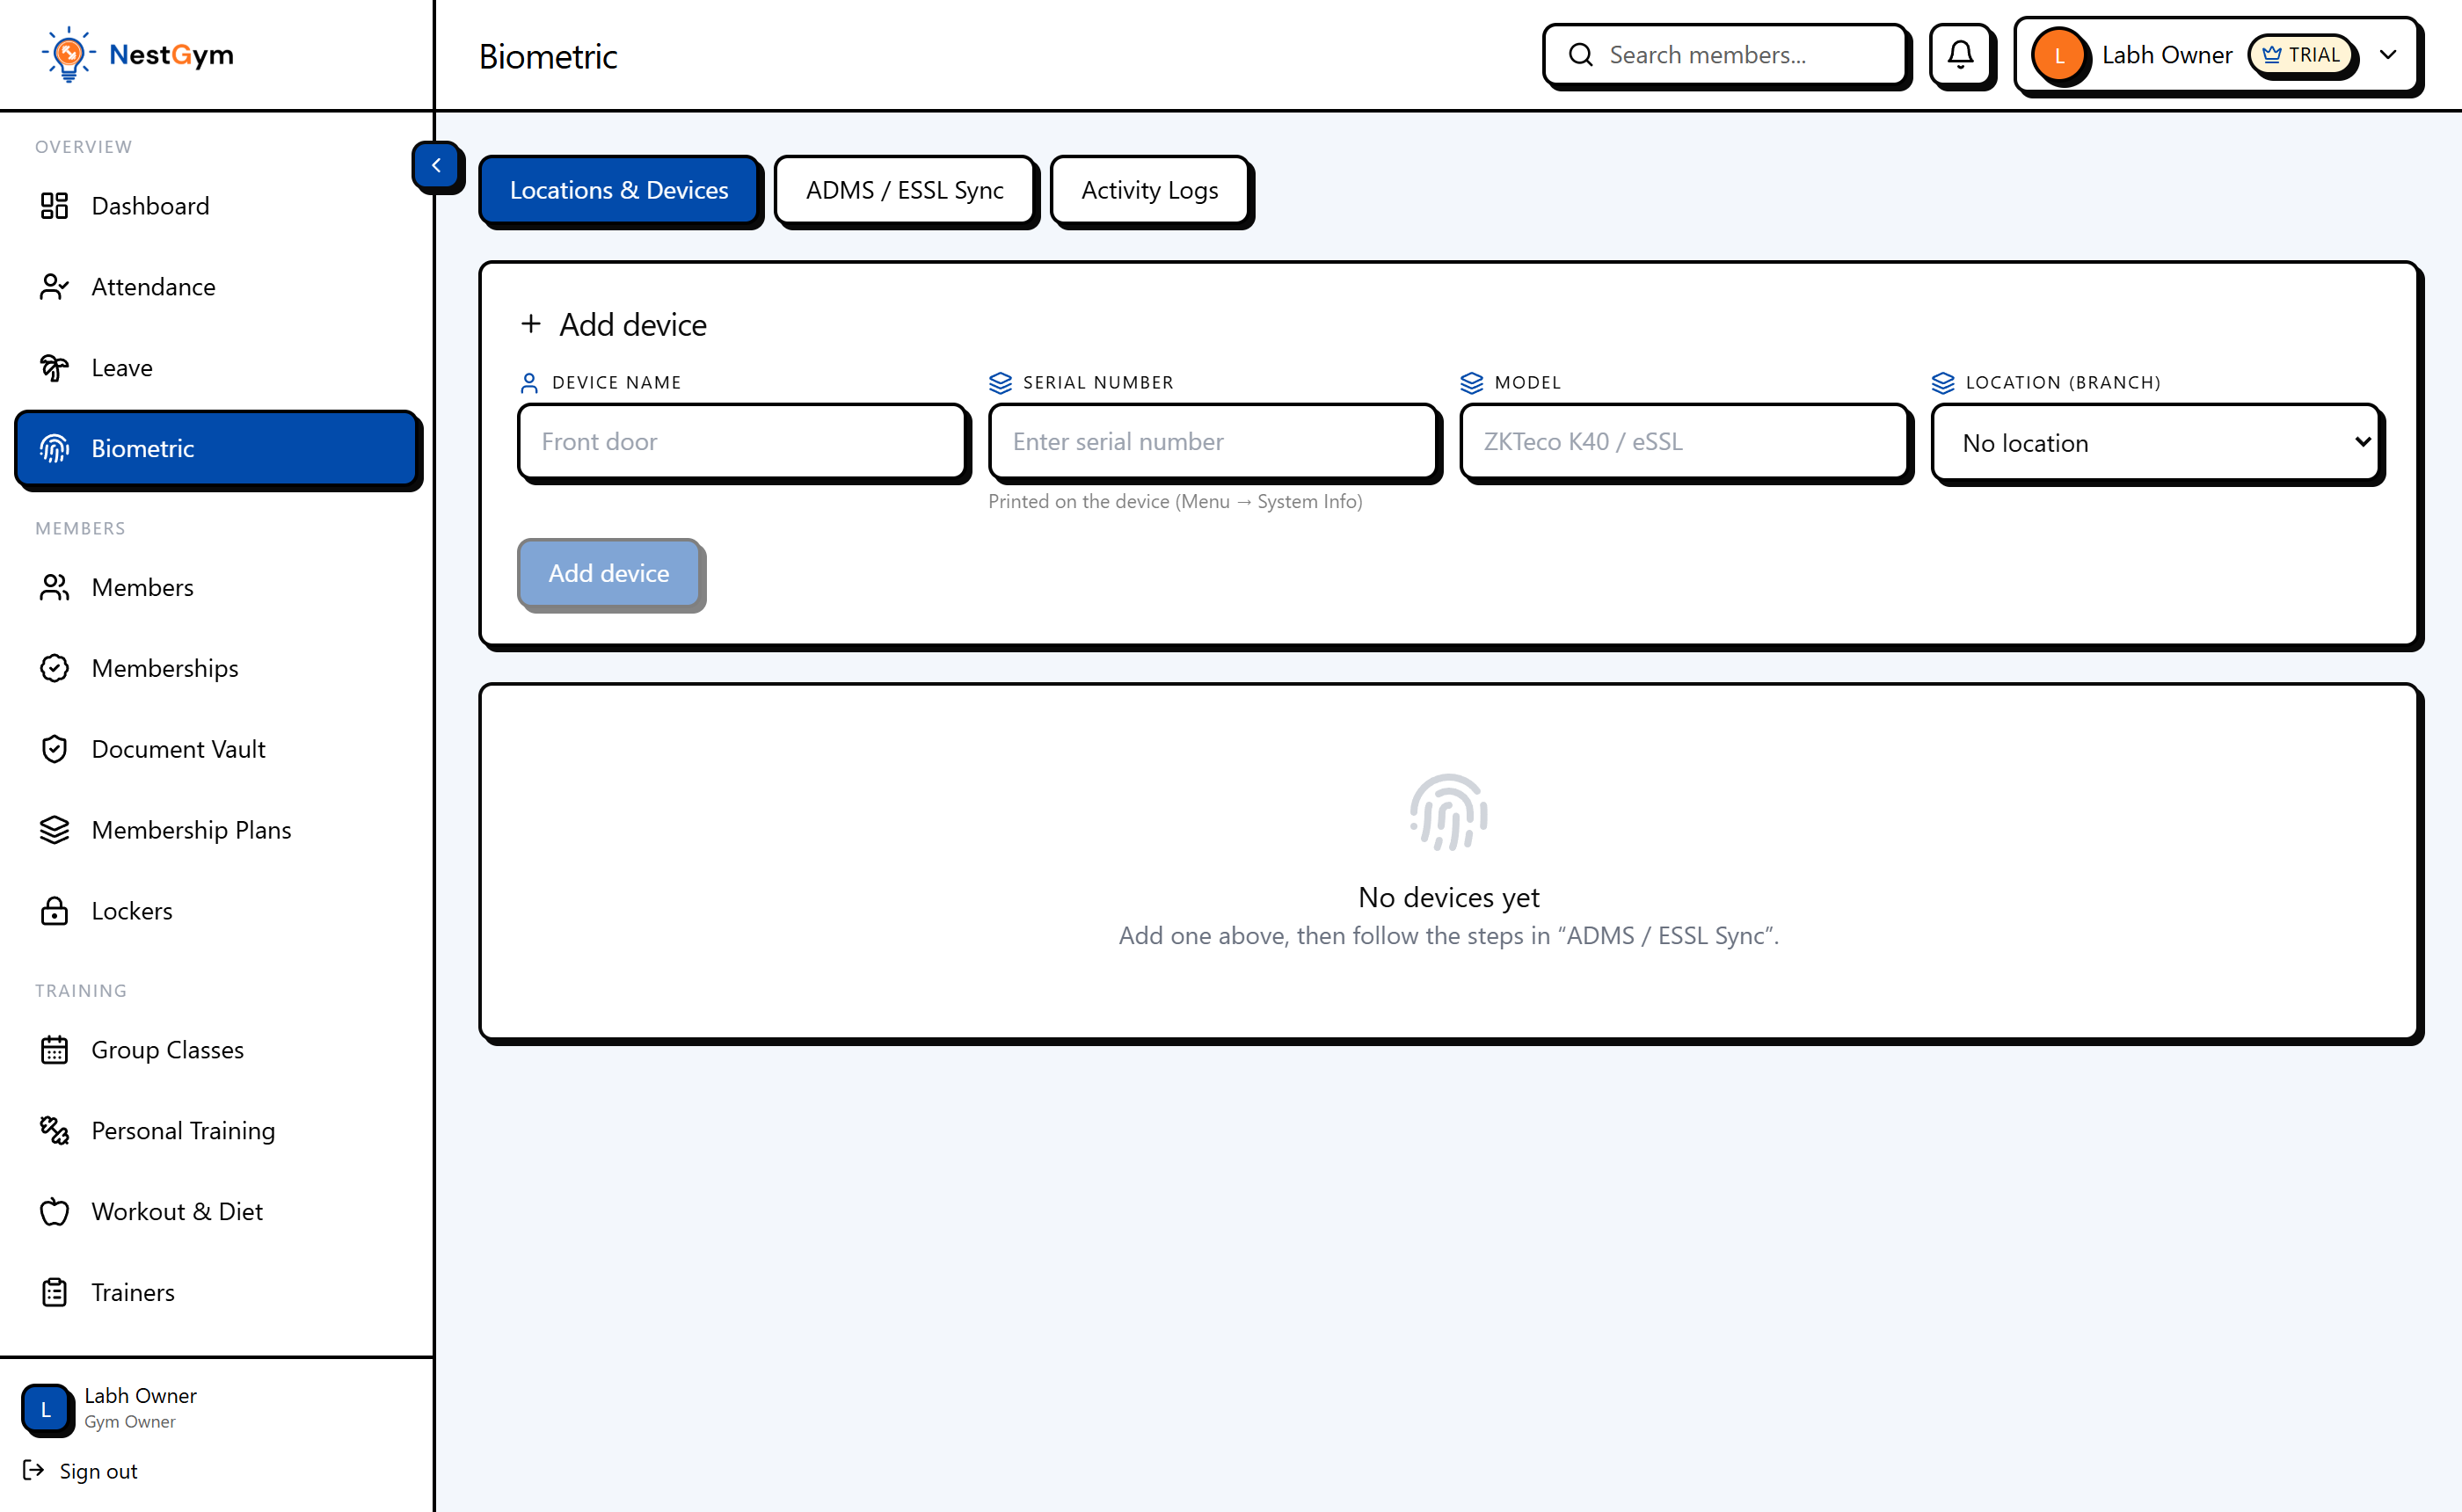 NestGym
Biometric
Search members...
L
Labh Owner
TRIAL
OVERVIEW
Dashboard
Attendance
Leave
Biometric
MEMBERS
Members
Memberships
Document Vault
Membership Plans
Lockers
TRAINING
Group Classes
Personal Training
Workout & Diet
Trainers
L
Labh Owner
Gym Owner
Sign out
Locations & Devices
ADMS / ESSL Sync
Activity Logs
+ Add device
DEVICE NAME
Front door
SERIAL NUMBER
Enter serial number
Printed on the device (Menu → System Info)
MODEL
ZKTeco K40 / eSSL
LOCATION (BRANCH)
No location
Add device
No devices yet
Add one above, then follow the steps in “ADMS / ESSL Sync”.